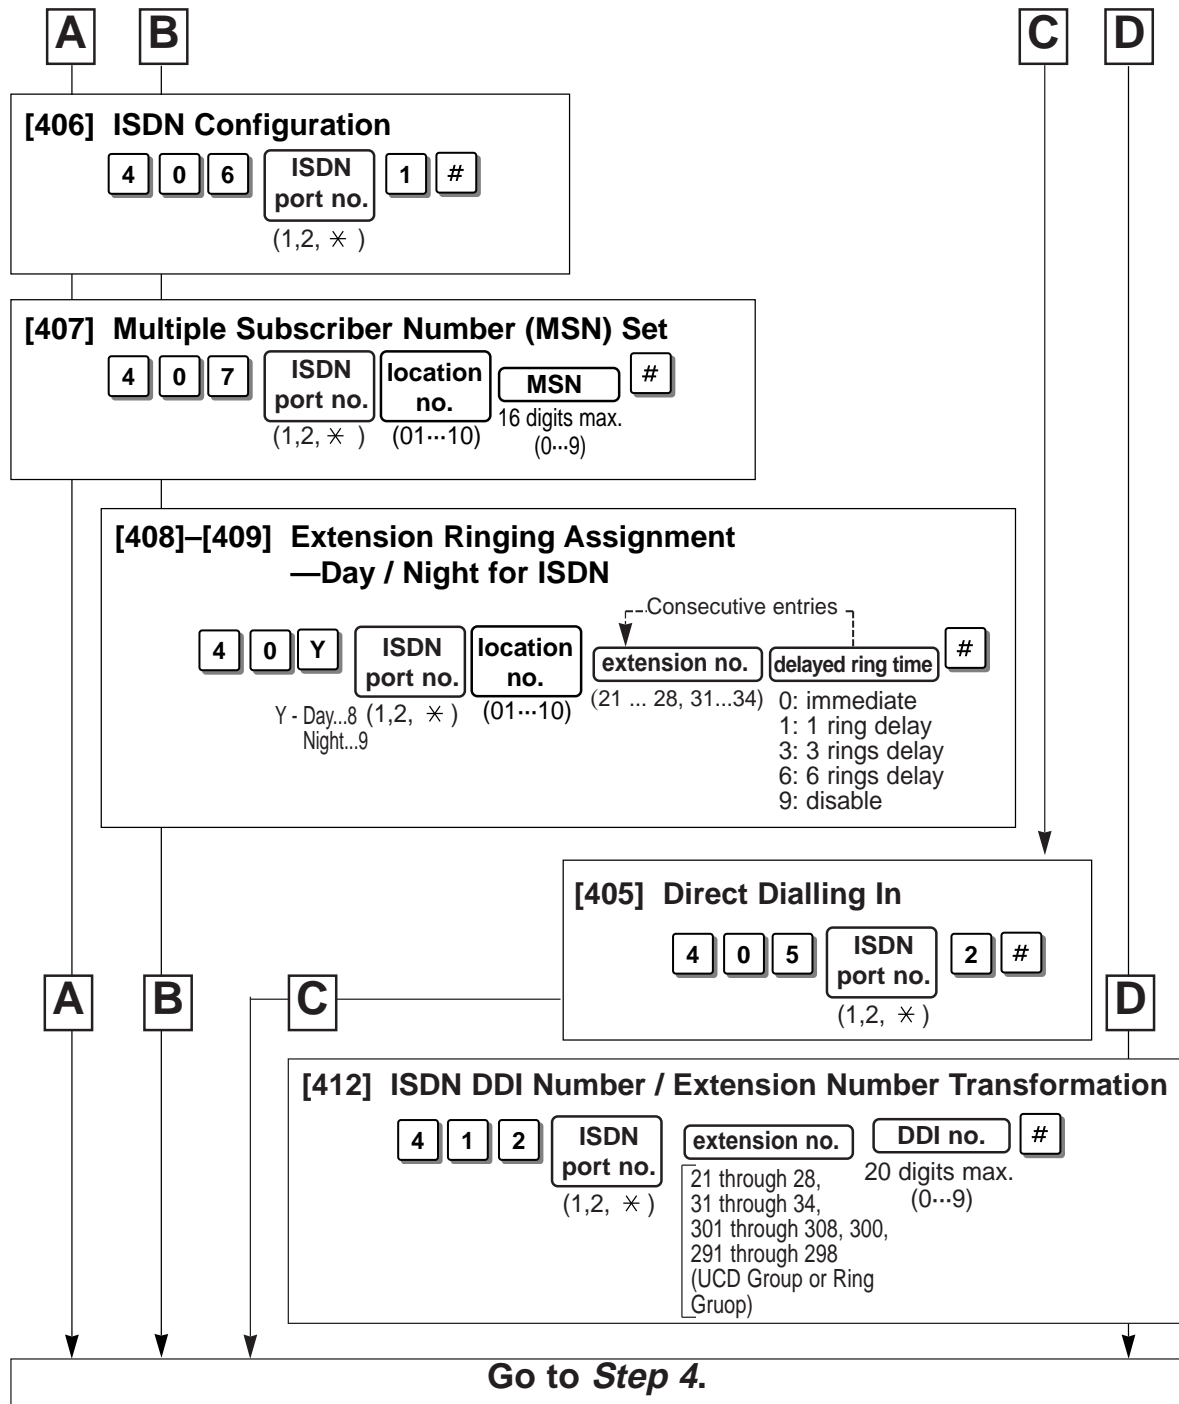 A B C D
[406] ISDN Configuration
4 0 6 ISDN port no. 1 #
(1,2, ✳ )
[407] Multiple Subscriber Number (MSN) Set
4 0 7 ISDN port no. location no. MSN #
(1,2, ✳ ) (01···10) 16 digits max.
(0···9)
[408]–[409] Extension Ringing Assignment
—Day / Night for ISDN
Consecutive entries
4 0 Y ISDN port no. location no. extension no. delayed ring time #
Y - Day...8 (1,2, ✳ ) (01···10) (21 ... 28, 31...34) 0: immediate
Night...9 1: 1 ring delay
3: 3 rings delay
6: 6 rings delay
9: disable
[405] Direct Dialling In
4 0 5 ISDN port no. 2 #
(1,2, ✳ )
A B C D
[412] ISDN DDI Number / Extension Number Transformation
4 1 2 ISDN port no. extension no. DDI no. #
(1,2, ✳ ) 21 through 28, 20 digits max.
31 through 34, (0···9)
301 through 308, 300,
291 through 298
(UCD Group or Ring
Gruop)
Go to Step 4.